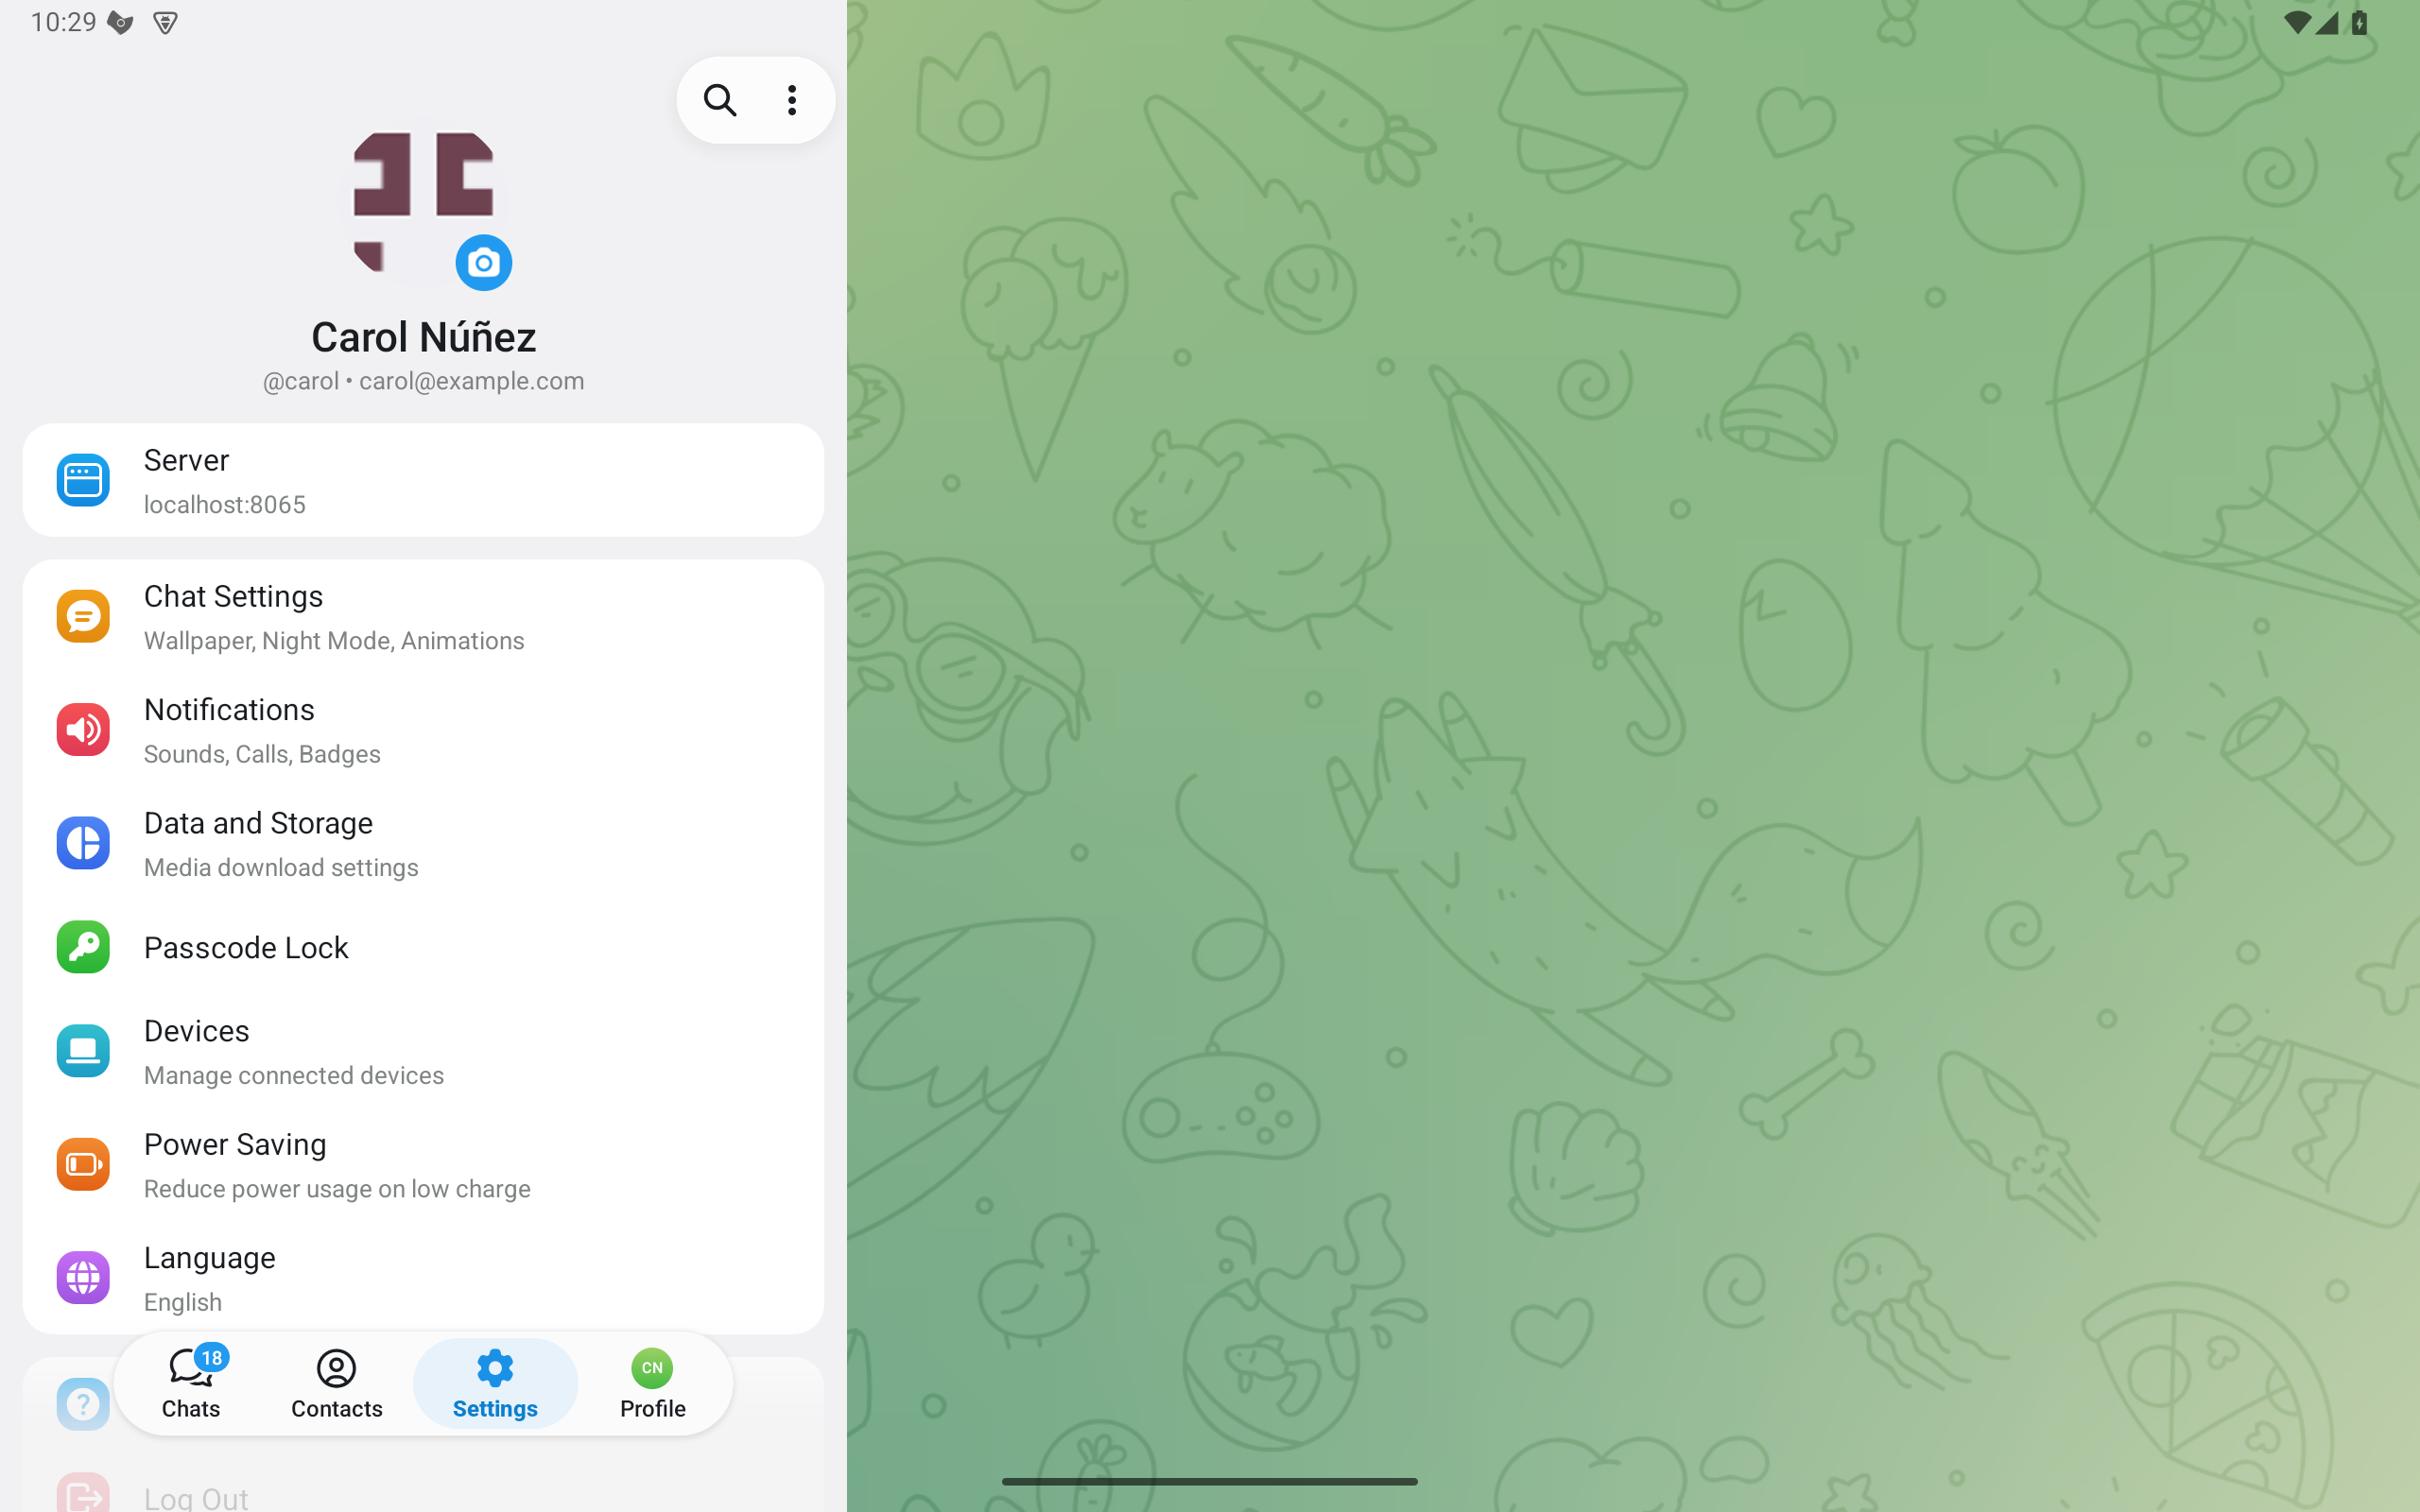 10:29
Carol Núñez
@carol • carol@example.com
Server
localhost:8065
Chat Settings
Wallpaper, Night Mode, Animations
Notifications
Sounds, Calls, Badges
Data and Storage
Media download settings
Passcode Lock
Devices
Manage connected devices
Power Saving
Reduce power usage on low charge
Language
English
18
CN
Chats
Contacts
Settings
Profile
Log Out